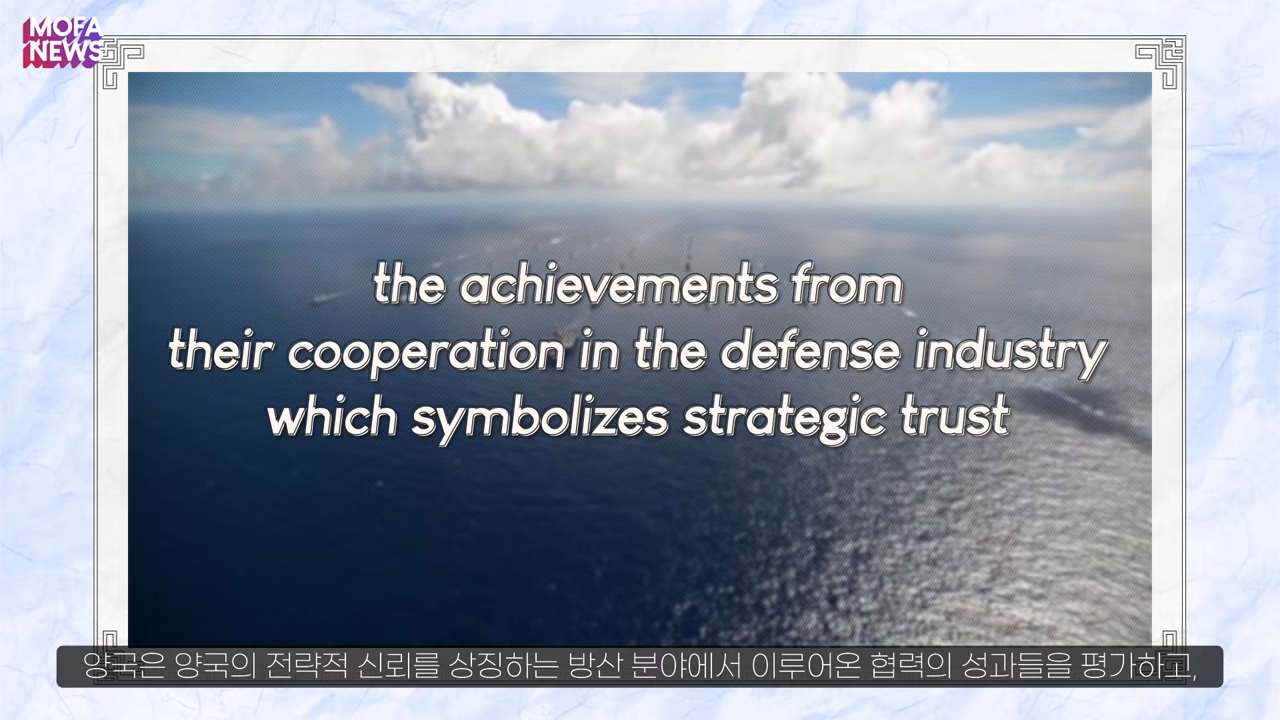 MOFA
NEWS
the achievements from
their cooperation in the defense industry
which symbolizes strategic trust
양국은 양국의 전략적 신뢰를 상징하는 방산 분야에서 이루어온 협력의 성과들을 평가하고,